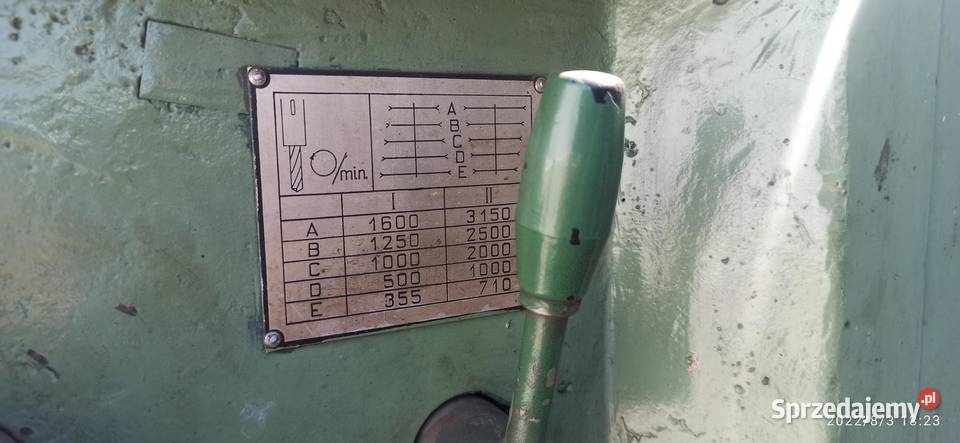 A
B
C
D
E
O/min.
I II
A 1600 3150
B 1250 2500
C 1000 2000
D 500 1000
E 355 710
Sprzedajemy.pl
2022/8/3 18:23